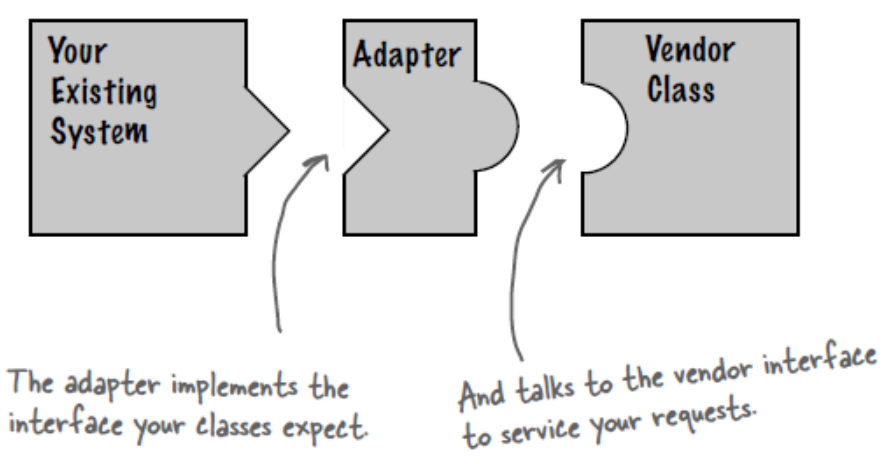 Your
Existing
System
Adapter
Vendor
Class
The adapter implements the
interface your classes expect.
And talks to the vendor interface
to service your requests.